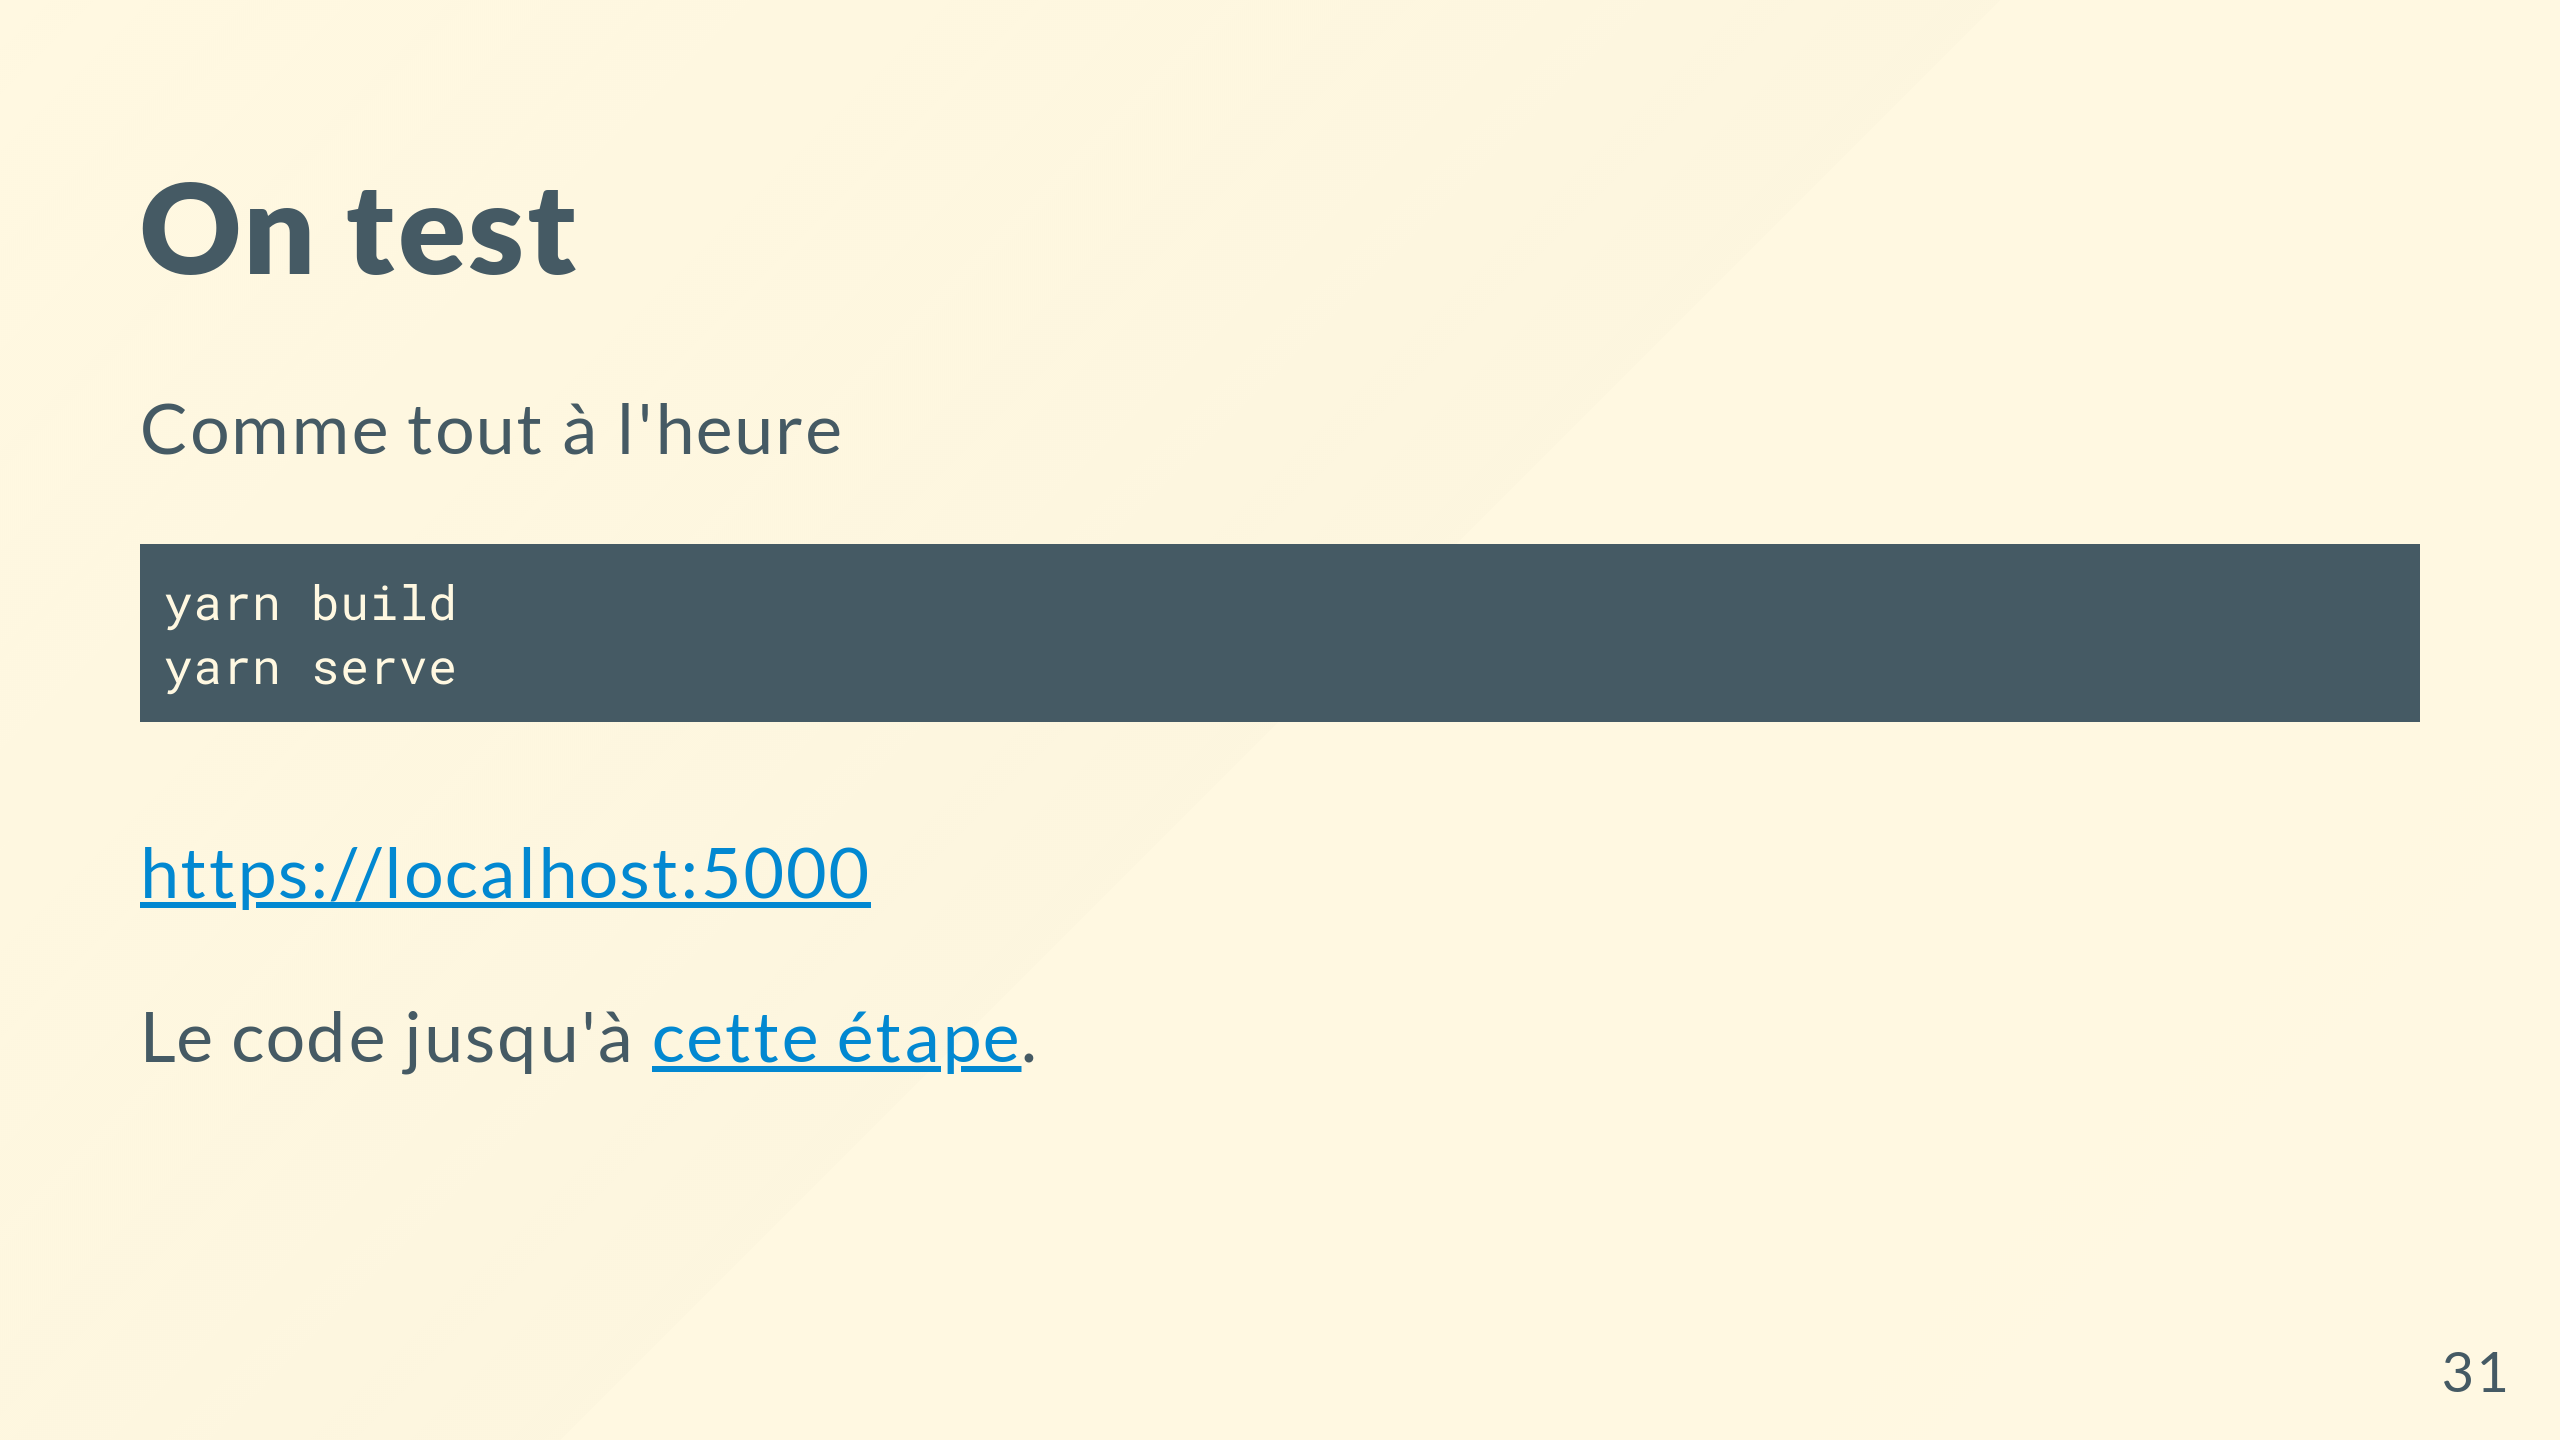 On test
Comme tout à l'heure
yarn build
yarn serve
https://localhost:5000
Le code jusqu'à cette étape.
31